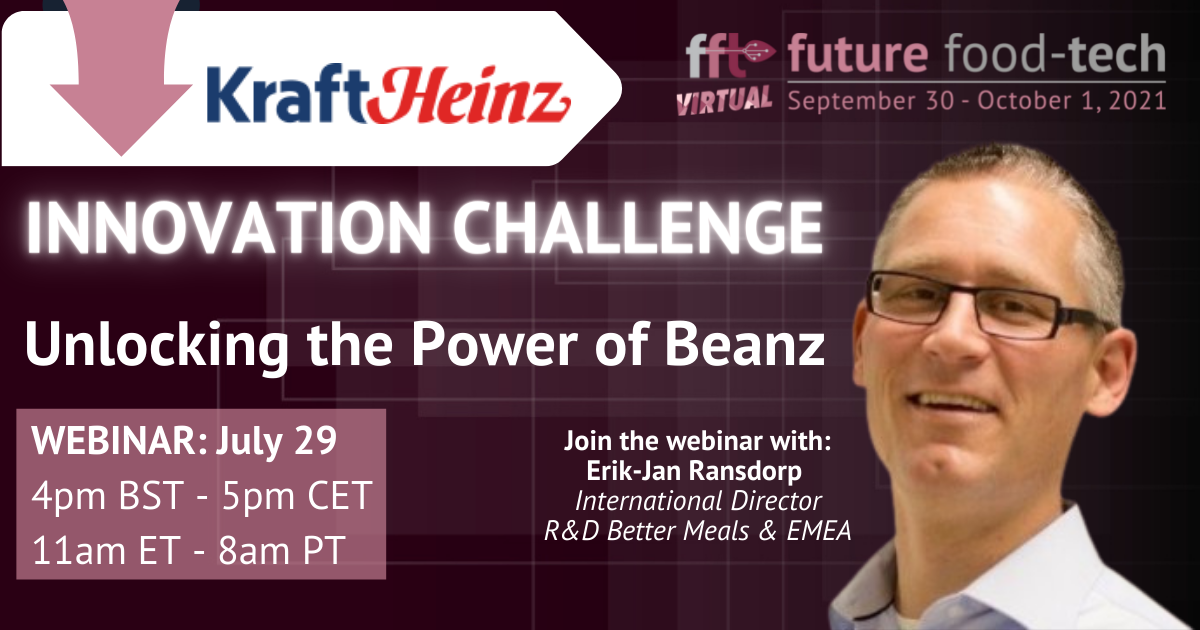 KraftHeinz
fft future food-tech
VIRTUAL September 30 - October 1, 2021
INNOVATION CHALLENGE
Unlocking the Power of Beanz
WEBINAR: July 29
4pm BST - 5pm CET
11am ET - 8am PT
Join the webinar with:
Erik-Jan Ransdorp
International Director
R&D Better Meals & EMEA